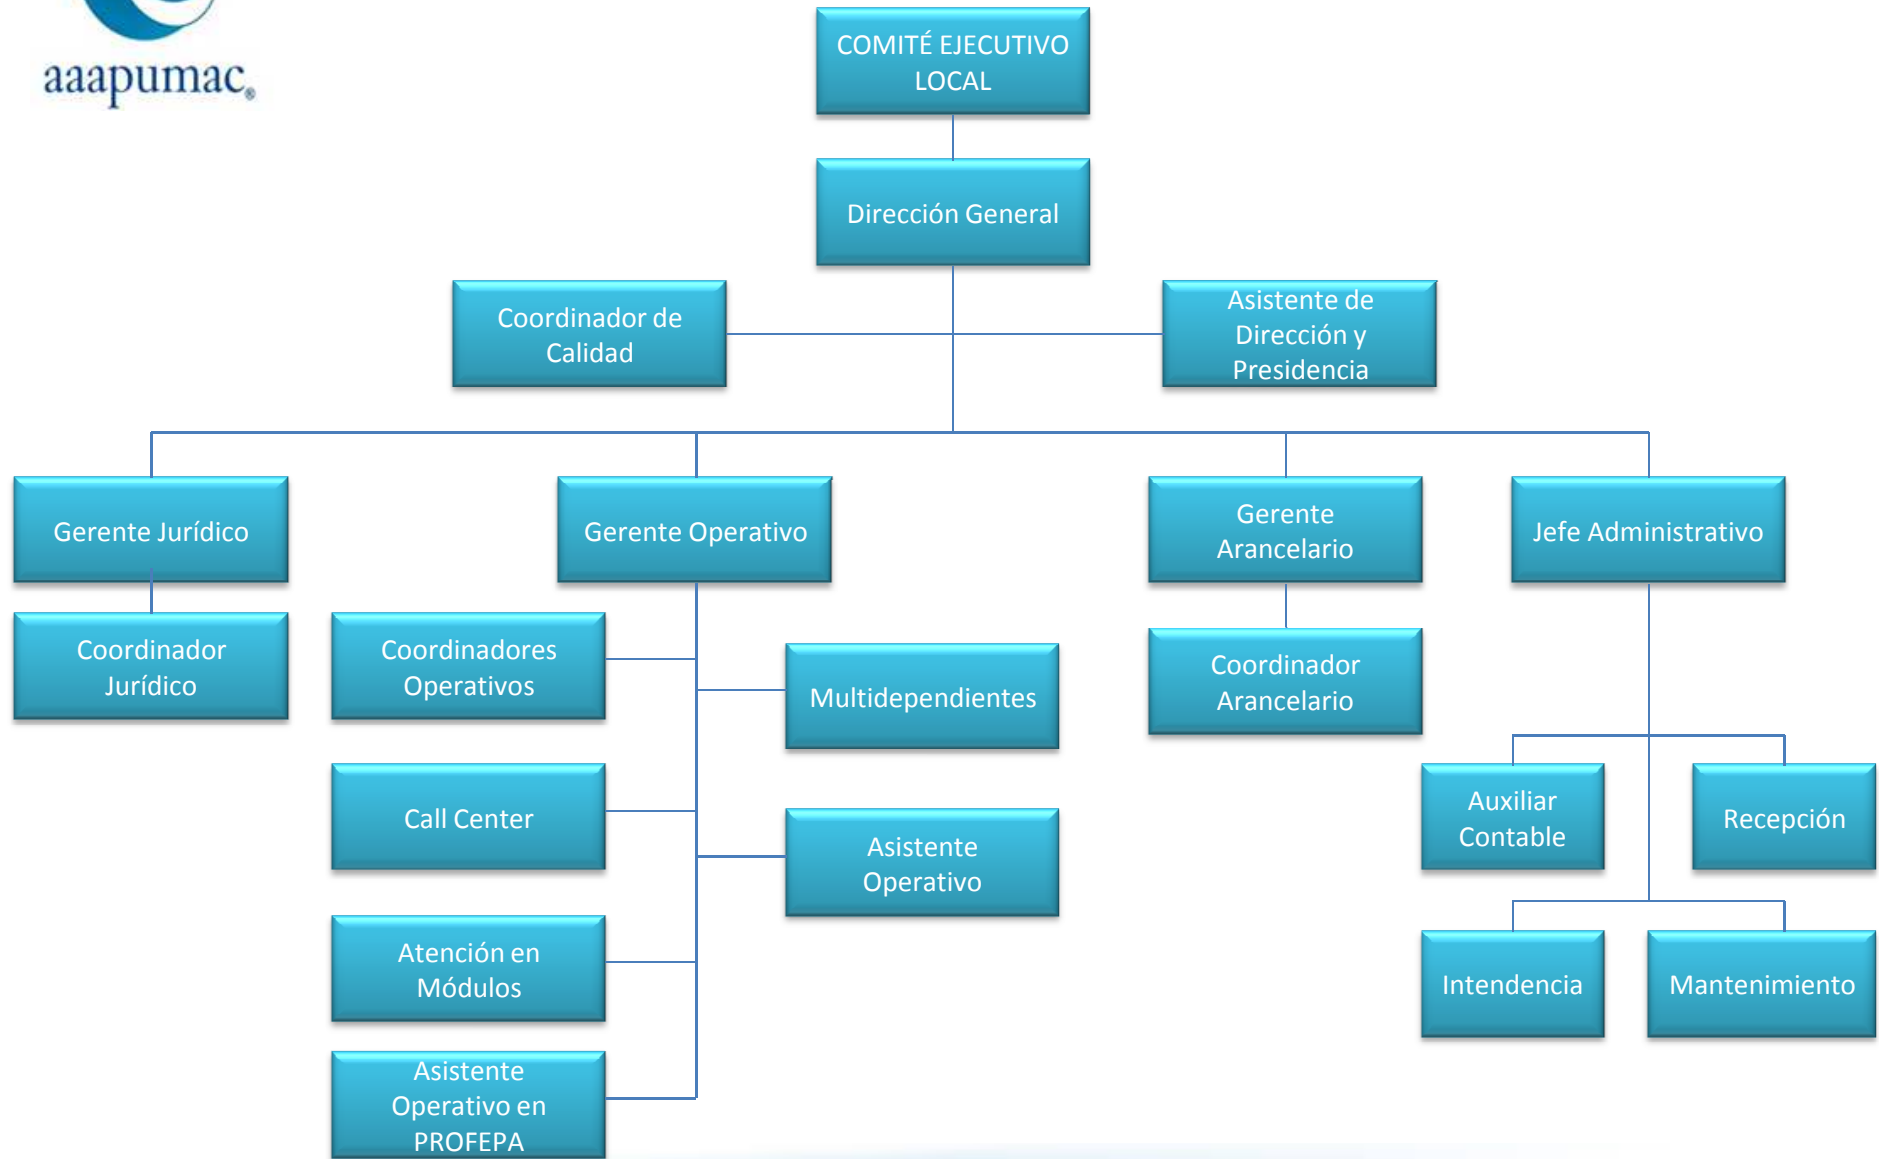 aaapumac®
COMITÉ EJECUTIVO
LOCAL
Dirección General
Coordinador de
Calidad
Asistente de
Dirección y
Presidencia
Gerente Jurídico
Gerente Operativo
Gerente
Arancelario
Jefe Administrativo
Coordinador
Jurídico
Coordinadores
Operativos
Multidependientes
Coordinador
Arancelario
Call Center
Asistente
Operativo
Auxiliar
Contable
Recepción
Atención en
Módulos
Intendencia
Mantenimiento
Asistente
Operativo en
PROFEPA